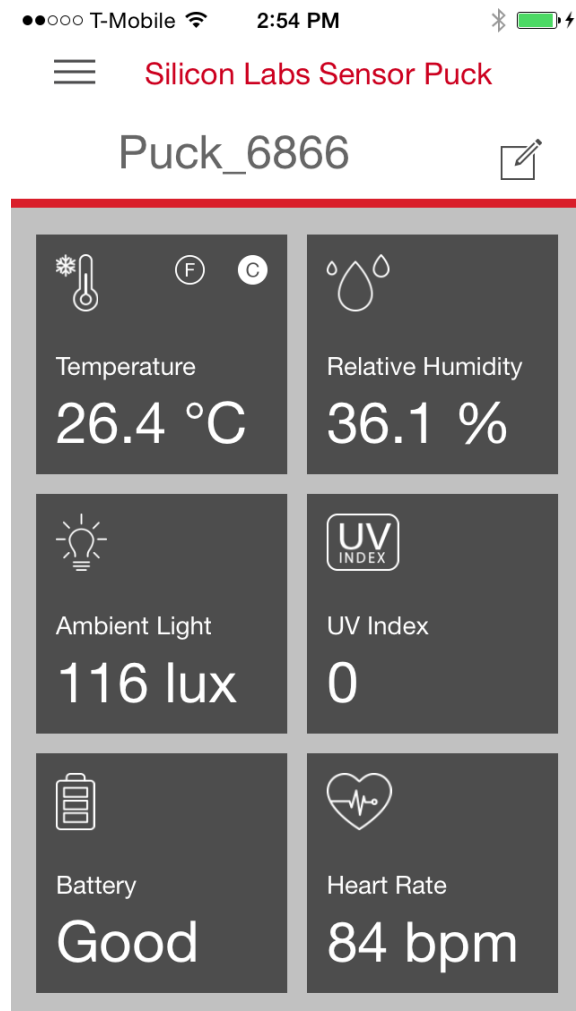 T-Mobile 2:54 PM
Silicon Labs Sensor Puck
Puck_6866
F C
Temperature
26.4 °C
Relative Humidity
36.1 %
UV INDEX
Ambient Light
116 lux
UV Index
0
Battery
Good
Heart Rate
84 bpm